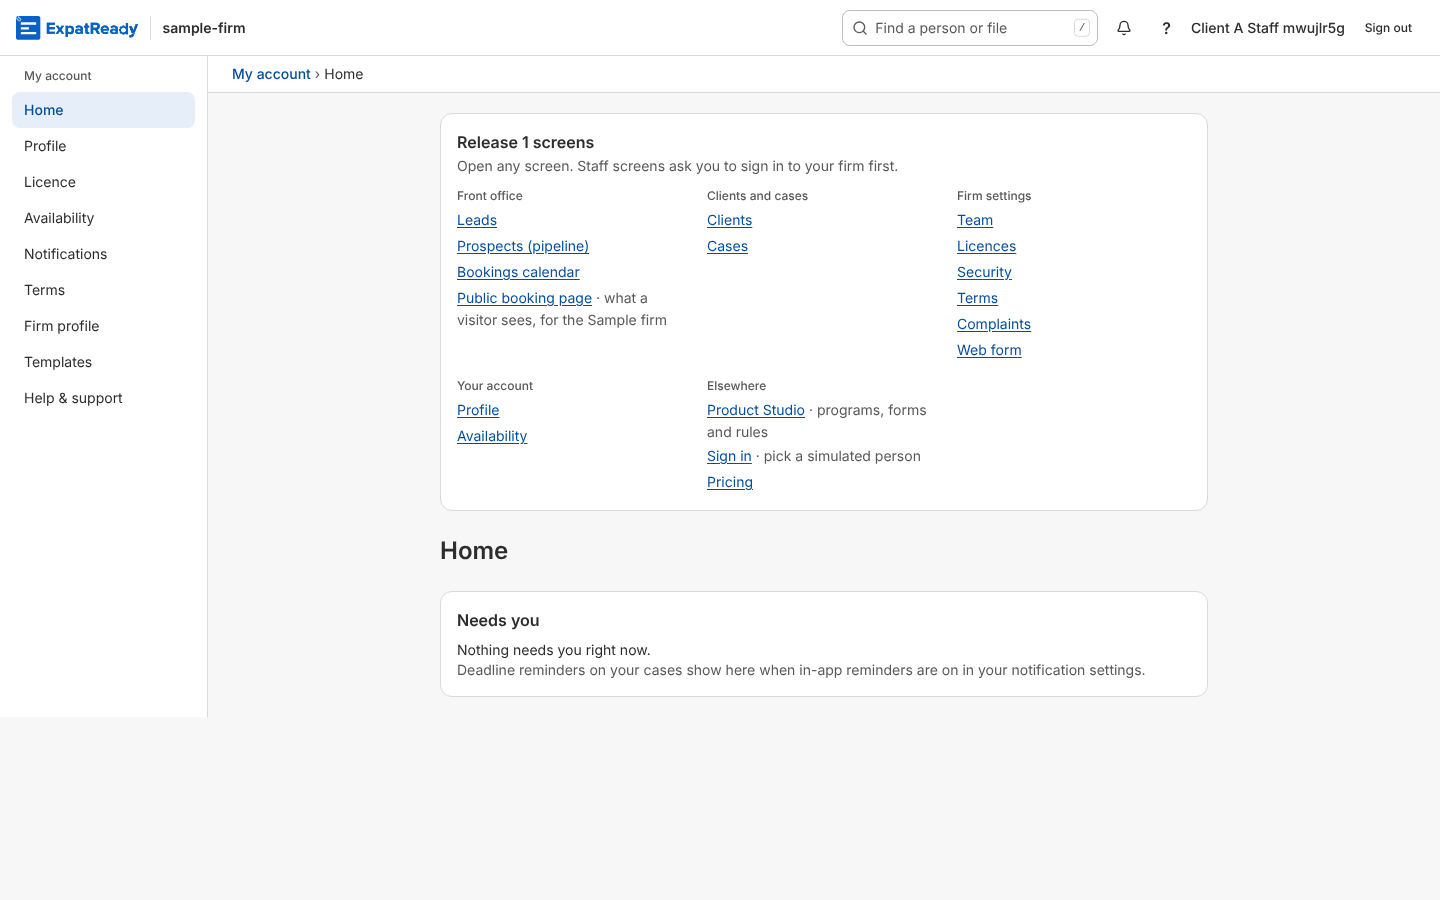 ExpatReady
sample-firm
Find a person or file
/
?
Client A Staff mwujlr5g
Sign out
My account
Home
Profile
Licence
Availability
Notifications
Terms
Firm profile
Templates
Help & support
My account › Home
Release 1 screens
Open any screen. Staff screens ask you to sign in to your firm first.
Front office
Leads
Prospects (pipeline)
Bookings calendar
Public booking page · what a
visitor sees, for the Sample firm
Clients and cases
Clients
Cases
Firm settings
Team
Licences
Security
Terms
Complaints
Web form
Your account
Profile
Availability
Elsewhere
Product Studio · programs, forms
and rules
Sign in · pick a simulated person
Pricing
Home
Needs you
Nothing needs you right now.
Deadline reminders on your cases show here when in-app reminders are on in your notification settings.